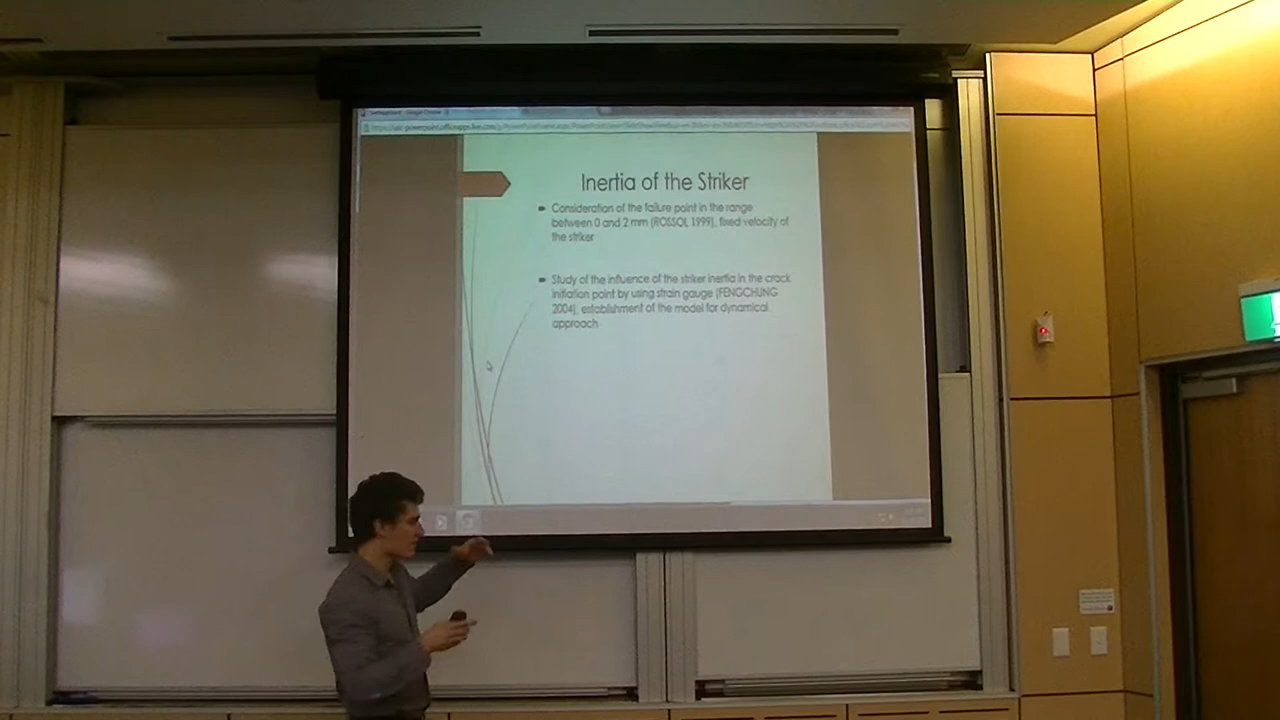 Inertia of the Striker
Consideration of the failure point in the range
between 0 and 2 mm (ROSSOL 1999), fixed velocity of
the striker
Study of the influence of the striker inertia in the crack
initiation point by using strain gauge (FENGCHUNG
2004), establishment of the model for dynamical
approach